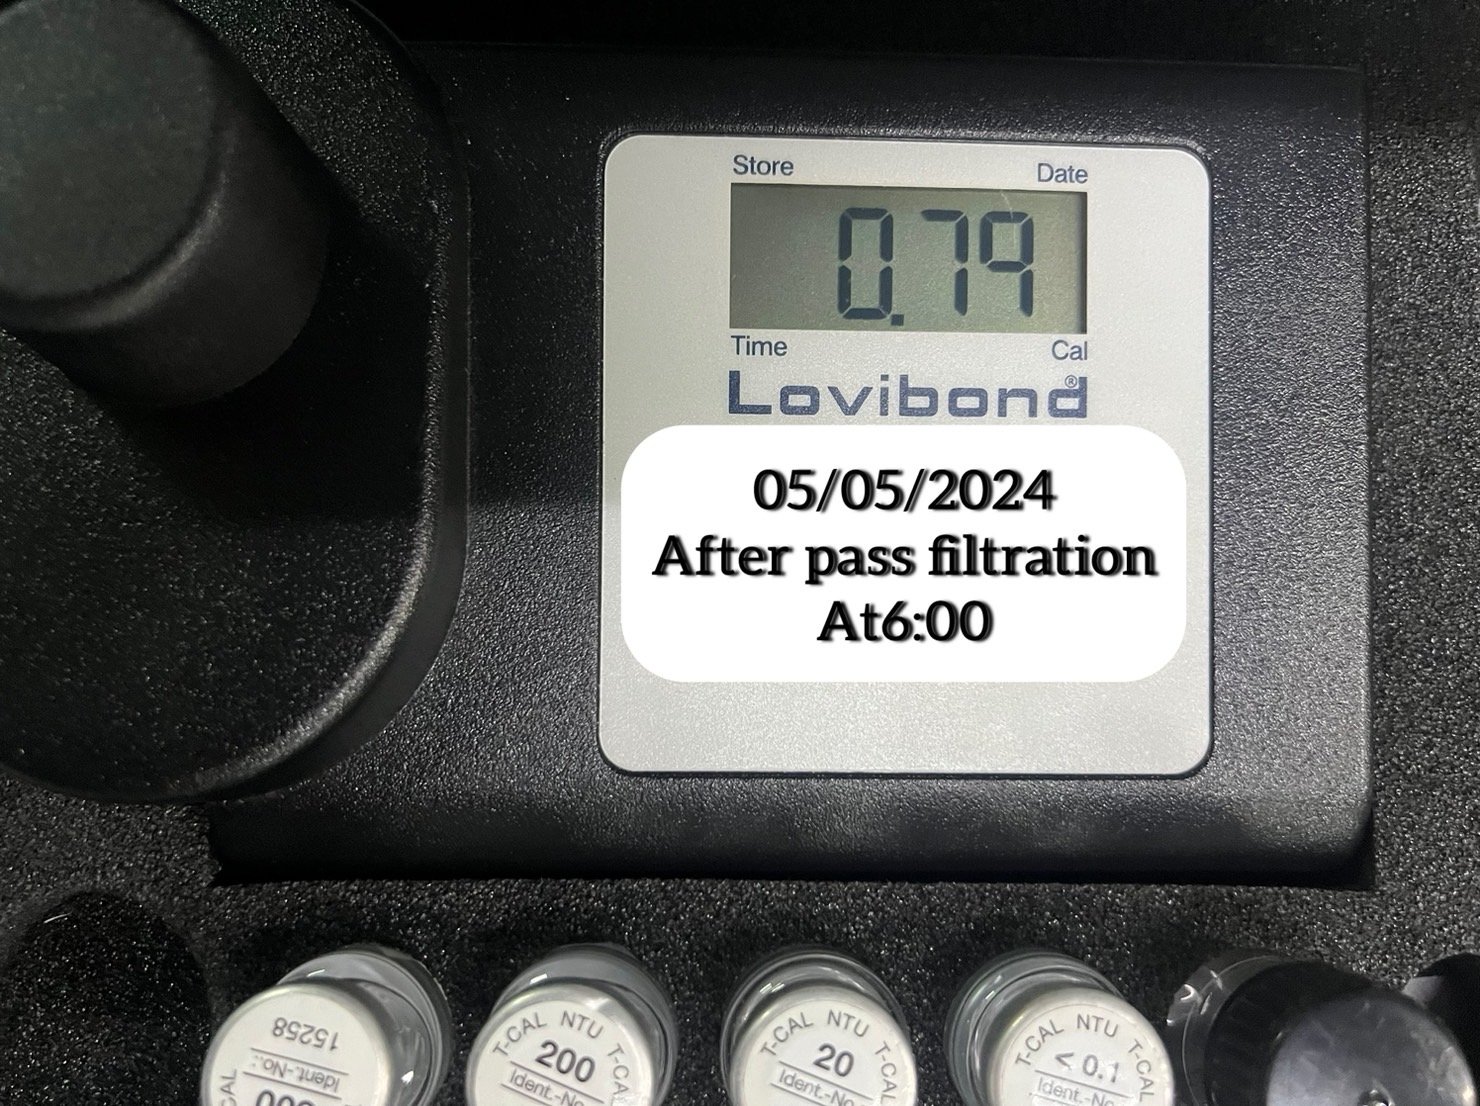 Store Date
0.79
Time Cal
Lovibond®
05/05/2024
After pass filtration
At6:00
15258
Ident.-No.:
T-CAL
T-CAL NTU T-CAL
200
Ident.-No
T-CAL NTU T-CAL
20
Ident.-No
T-CAL NTU T-CAL
< 0.1
Ident.-No